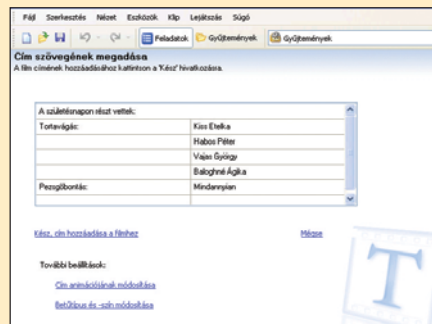 Fájl Szerkesztés Nézet Eszközök Klip Lejátszás Súgó
Feladatok Gyűjtemények Gyűjtemények
Cím szövegének megadása
A film címének hozzáadásához kattintson a 'Kész' hivatkozásra.
A születésnapon részt vettek:
Tortavágás: Kiss Etelka
Habos Péter
Vajas György
Baloghné Ágika
Pezsgőbontás: Mindannyian
Kész, cím hozzáadása a filmhez Mégse
További beállítások:
Cím animációjának módosítása
Betűtípus és -szín módosítása
T